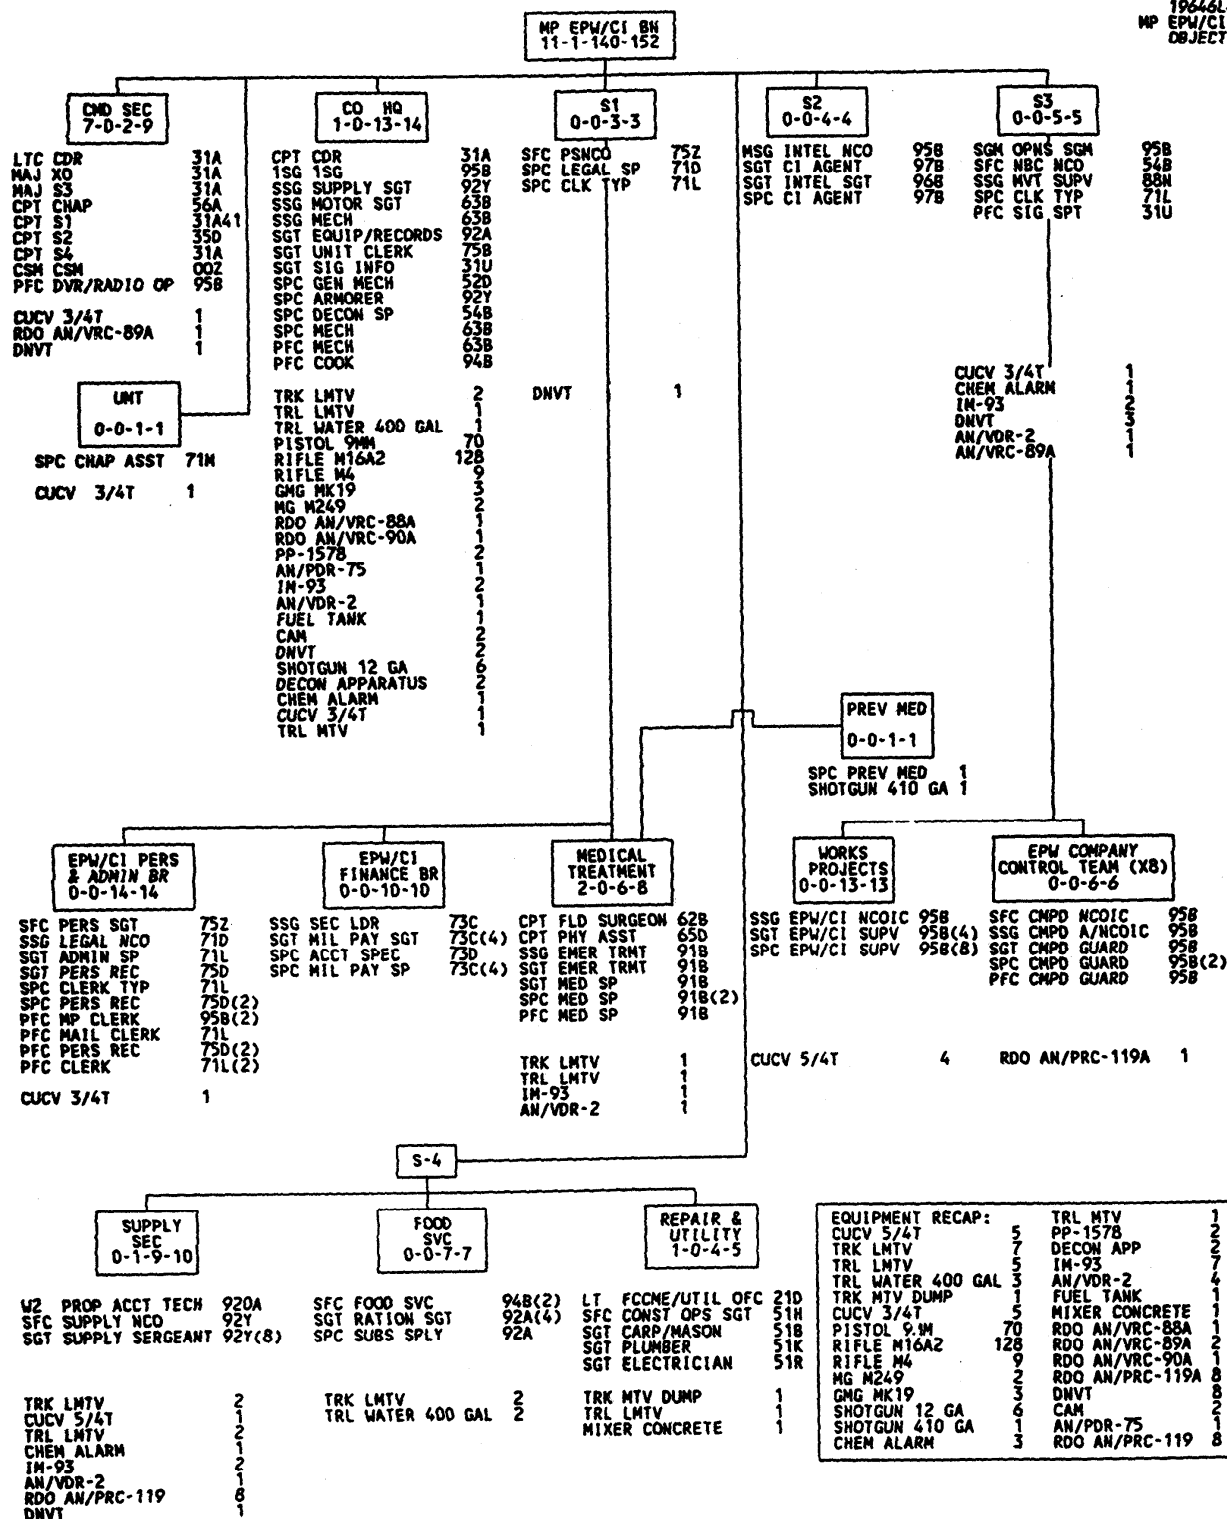 19646L
MP EPW/CI
OBJECT
MP EPW/CI BN
11-1-140-152
CMD SEC
7-0-2-9
LTC CDR 31A
MAJ XO 31A
MAJ S3 31A
CPT CHAP 56A
CPT S1 31A41
CPT S2 35D
CPT S4 31A
CSM CSM 00Z
PFC DVR/RADIO OP 95B
CUCV 3/4T 1
RDO AN/VRC-89A 1
DNVT 1
UMT
0-0-1-1
SPC CHAP ASST 71M
CUCV 3/4T 1
CO HQ
1-0-13-14
CPT CDR 31A
1SG 1SG 95B
SSG SUPPLY SGT 92Y
SSG MOTOR SGT 63B
SSG MECH 63B
SGT EQUIP/RECORDS 92A
SGT UNIT CLERK 75B
SGT SIG INFO 31U
SPC GEN MECH 52D
SPC ARMORER 92Y
SPC DECON SP 54B
SPC MECH 63B
PFC MECH 63B
PFC COOK 94B
TRK LMTV 2
TRL LMTV 1
TRL WATER 400 GAL 1
PISTOL 9MM 70
RIFLE M16A2 128
RIFLE M4 9
GMG MK19 3
MG M249 2
RDO AN/VRC-88A 1
RDO AN/VRC-90A 1
PP-1578 2
AN/PDR-75 1
IM-93 2
AN/VDR-2 1
FUEL TANK 1
CAM 2
DNVT 2
SHOTGUN 12 GA 6
DECON APPARATUS 2
CHEM ALARM 1
CUCV 3/4T 1
TRL MTV 1
S1
0-0-3-3
SFC PSNCO 75Z
SPC LEGAL SP 71D
SPC CLK TYP 71L
DNVT 1
S2
0-0-4-4
MSG INTEL NCO 95B
SGT CI AGENT 97B
SGT INTEL SGT 96B
SPC CI AGENT 97B
S3
0-0-5-5
SGM OPNS SGM 95B
SFC NBC NCO 54B
SSG MVT SUPV 88N
SPC CLK TYP 71L
PFC SIG SPT 31U
CUCV 3/4T 1
CHEM ALARM 1
IM-93 2
DNVT 3
AN/VDR-2 1
AN/VRC-89A 1
PREV MED
0-0-1-1
SPC PREV MED 1
SHOTGUN 410 GA 1
EPW/CI PERS
& ADMIN BR
0-0-14-14
SFC PERS SGT 75Z
SSG LEGAL NCO 71D
SGT ADMIN SP 71L
SGT PERS REC 75D
SPC CLERK TYP 71L
SPC PERS REC 75D(2)
PFC MP CLERK 95B(2)
PFC MAIL CLERK 71L
PFC PERS REC 75D(2)
PFC CLERK 71L(2)
CUCV 3/4T 1
EPW/CI
FINANCE BR
0-0-10-10
SSG SEC LDR 73C
SGT MIL PAY SGT 73C(4)
SPC ACCT SPEC 73D
SPC MIL PAY SP 73C(4)
MEDICAL
TREATMENT
2-0-6-8
CPT FLD SURGEON 62B
CPT PHY ASST 65D
SSG EMER TRMT 91B
SGT EMER TRMT 91B
SGT MED SP 91B
SPC MED SP 91B(2)
PFC MED SP 91B
TRK LMTV 1
TRL LMTV 1
IM-93 1
AN/VDR-2 1
WORKS
PROJECTS
0-0-13-13
SSG EPW/CI NCOIC 95B
SGT EPW/CI SUPV 95B(4)
SPC EPW/CI SUPV 95B(8)
CUCV 5/4T 4
EPW COMPANY
CONTROL TEAM (X8)
0-0-6-6
SFC CMPD NCOIC 95B
SSG CMPD A/NCOIC 95B
SGT CMPD GUARD 95B
SPC CMPD GUARD 95B(2)
PFC CMPD GUARD 95B
RDO AN/PRC-119A 1
S-4
SUPPLY
SEC
0-1-9-10
W2 PROP ACCT TECH 920A
SFC SUPPLY NCO 92Y
SGT SUPPLY SERGEANT 92Y(8)
TRK LMTV 2
CUCV 5/4T 1
TRL LMTV 2
CHEM ALARM 1
IM-93 2
AN/VDR-2 1
RDO AN/PRC-119 8
DNVT 1
FOOD
SVC
0-0-7-7
SFC FOOD SVC 94B(2)
SGT RATION SGT 92A(4)
SPC SUBS SPLY 92A
TRK LMTV 2
TRL WATER 400 GAL 2
REPAIR &
UTILITY
1-0-4-5
LT FCCME/UTIL OFC 21D
SFC CONST OPS SGT 51H
SGT CARP/MASON 51B
SGT PLUMBER 51K
SGT ELECTRICIAN 51R
TRK MTV DUMP 1
TRL LMTV 1
MIXER CONCRETE 1
EQUIPMENT RECAP:
CUCV 5/4T 5
TRK LMTV 7
TRL LMTV 5
TRL WATER 400 GAL 3
TRK MTV DUMP 1
CUCV 3/4T 5
PISTOL 9MM 70
RIFLE M16A2 128
RIFLE M4 9
MG M249 2
GMG MK19 3
SHOTGUN 12 GA 6
SHOTGUN 410 GA 1
CHEM ALARM 3
TRL MTV 1
PP-1578 2
DECON APP 2
IM-93 7
AN/VDR-2 4
FUEL TANK 1
MIXER CONCRETE 1
RDO AN/VRC-88A 1
RDO AN/VRC-89A 2
RDO AN/VRC-90A 1
RDO AN/PRC-119A 8
DNVT 8
CAM 2
AN/PDR-75 1
RDO AN/PRC-119 8